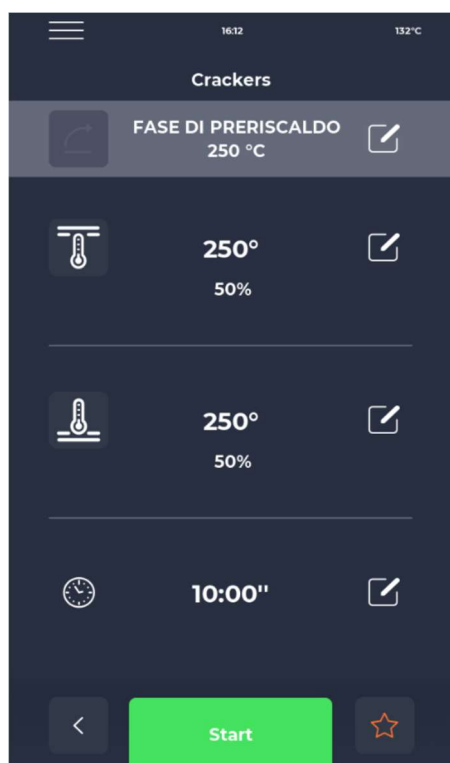 16:12
132°C
Crackers
FASE DI PRERISCALDO
250 °C
250°
50%
250°
50%
10:00"
Start